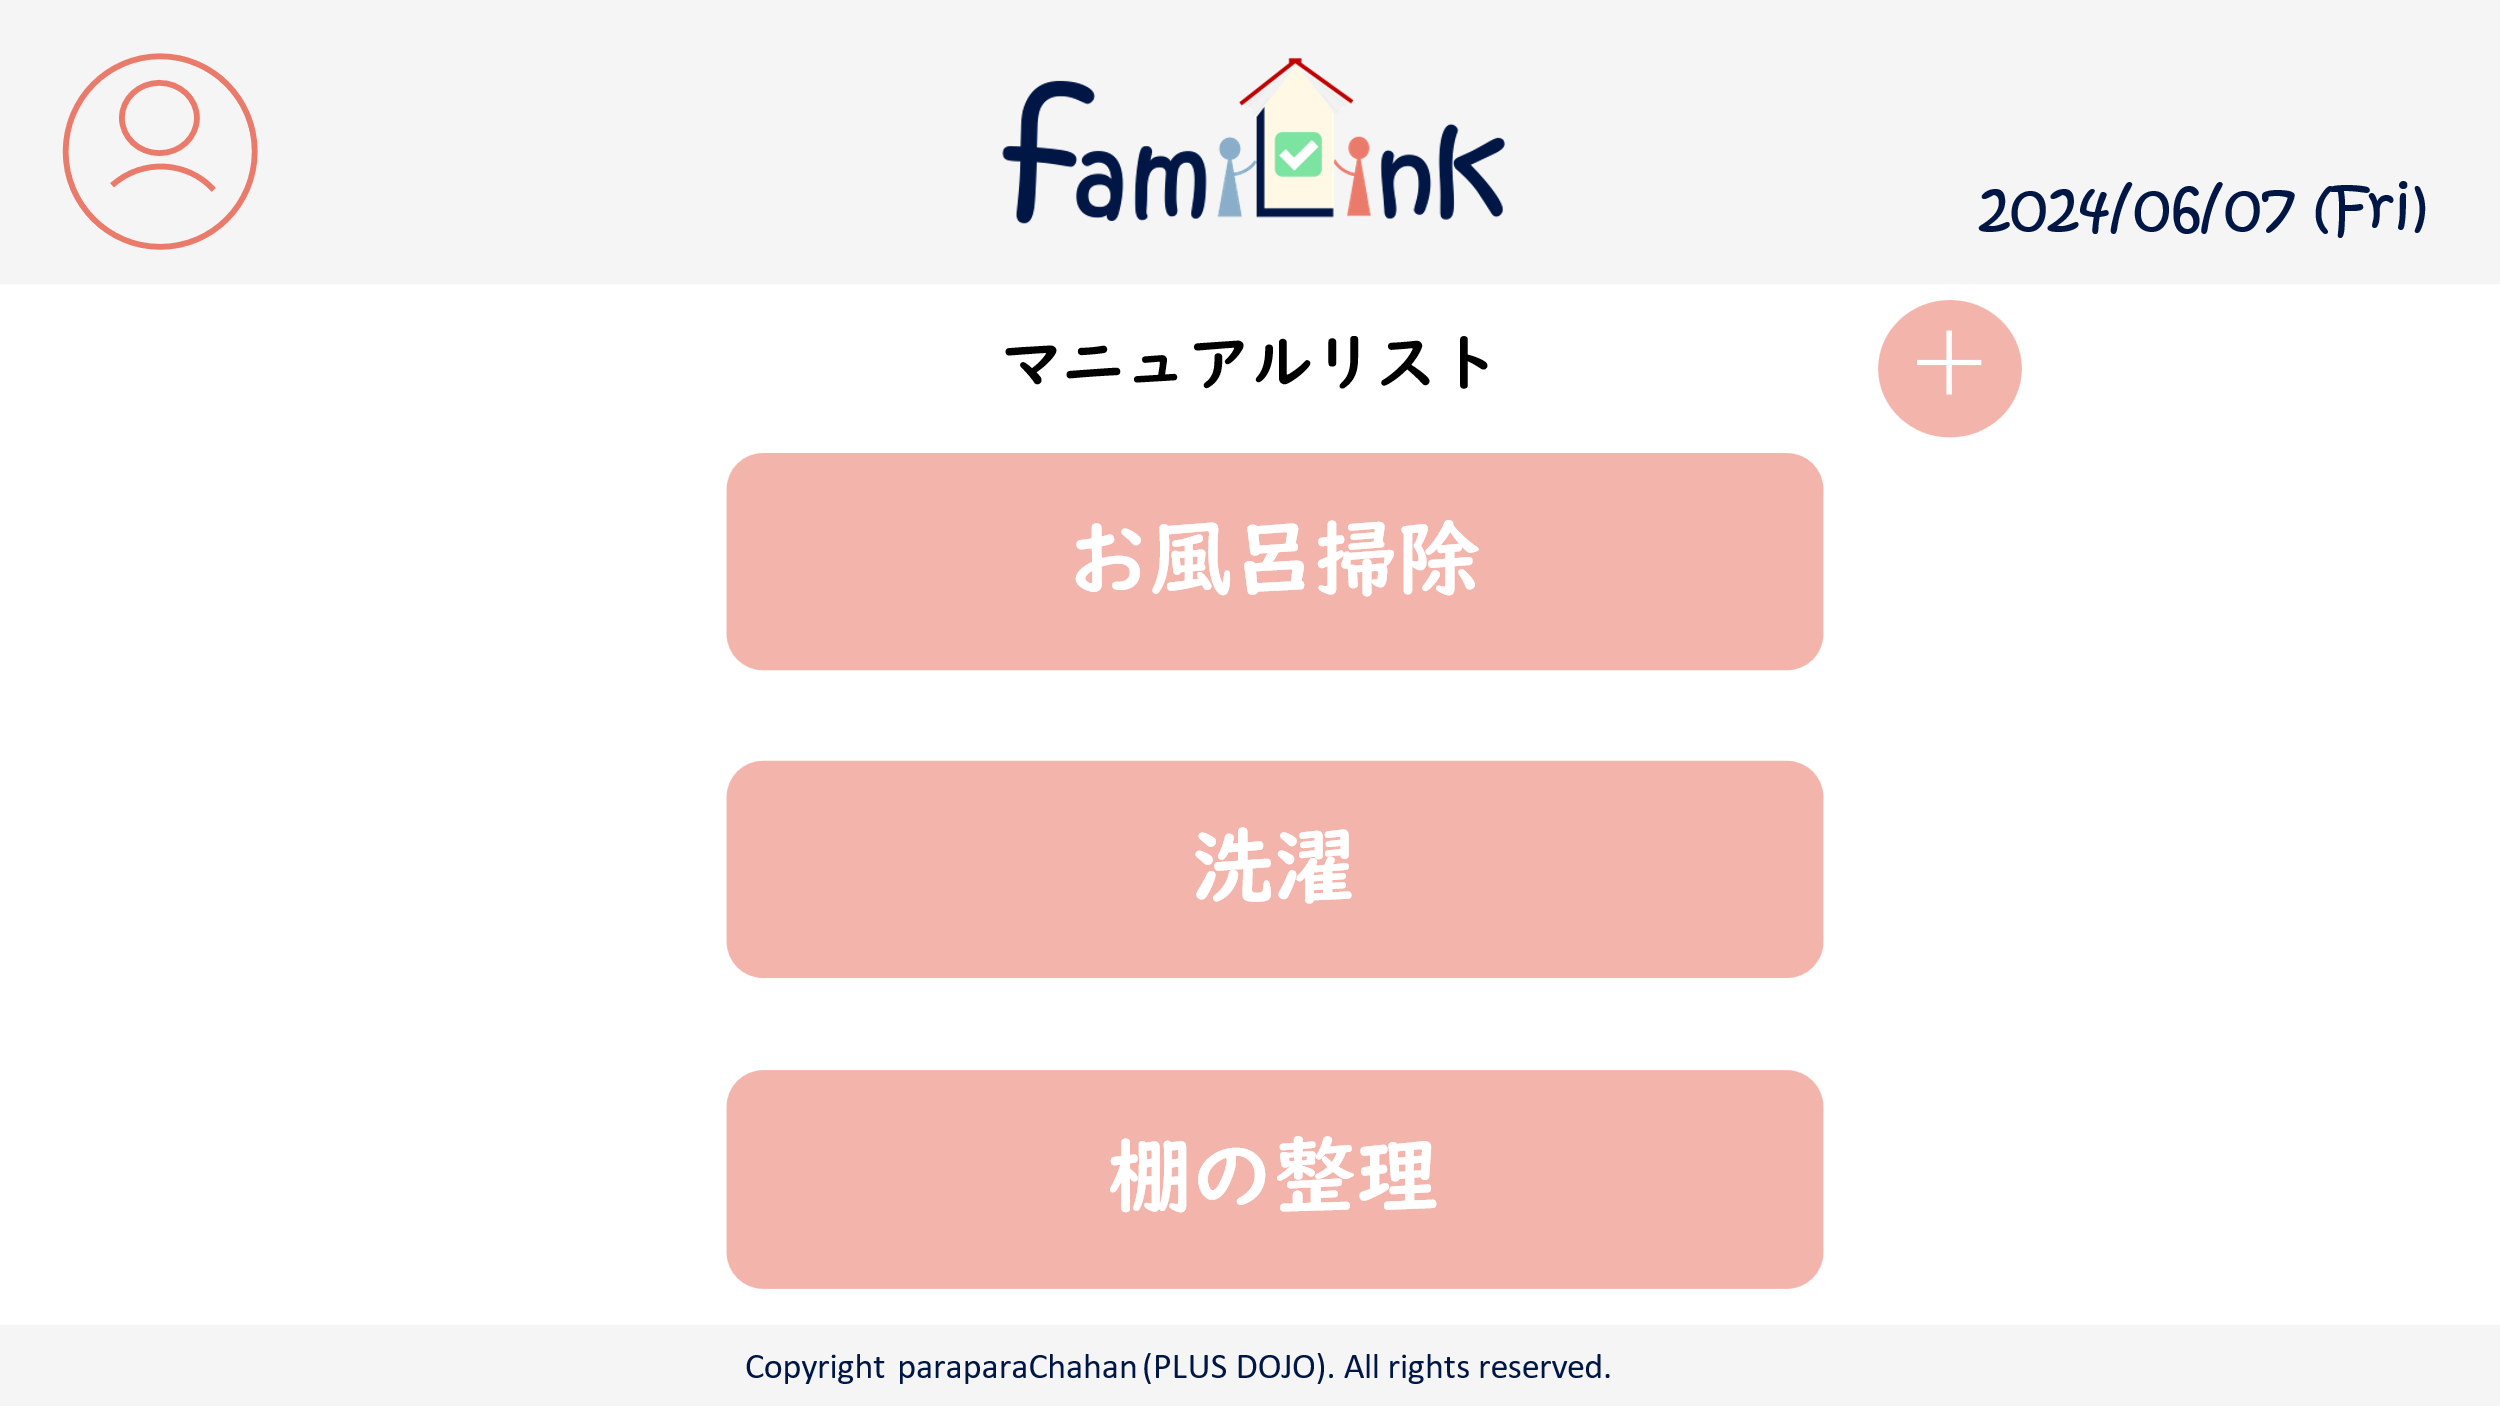 famiLink
2024/06/07 (Fri)
マニュアルリスト
お風呂掃除
洗濯
棚の整理
Copyright paraparaChahan(PLUS DOJO). All rights reserved.